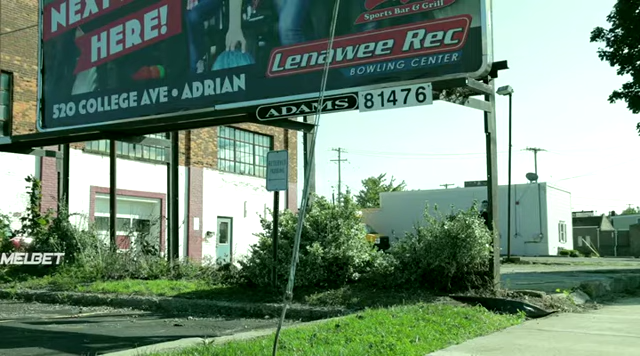 NEXT
HERE!
Sports Bar & Grill
Lenawee Rec
BOWLING CENTER
520 COLLEGE AVE • ADRIAN
ADAMS
81476
MELBET